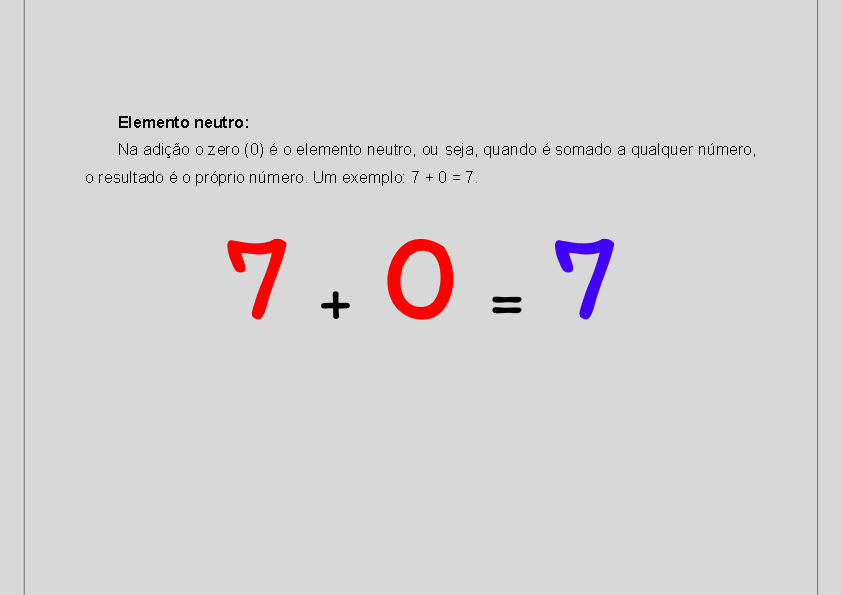 Elemento neutro:
Na adição o zero (0) é o elemento neutro, ou seja, quando é somado a qualquer número,
o resultado é o próprio número. Um exemplo: 7 + 0 = 7.
7 + 0 = 7